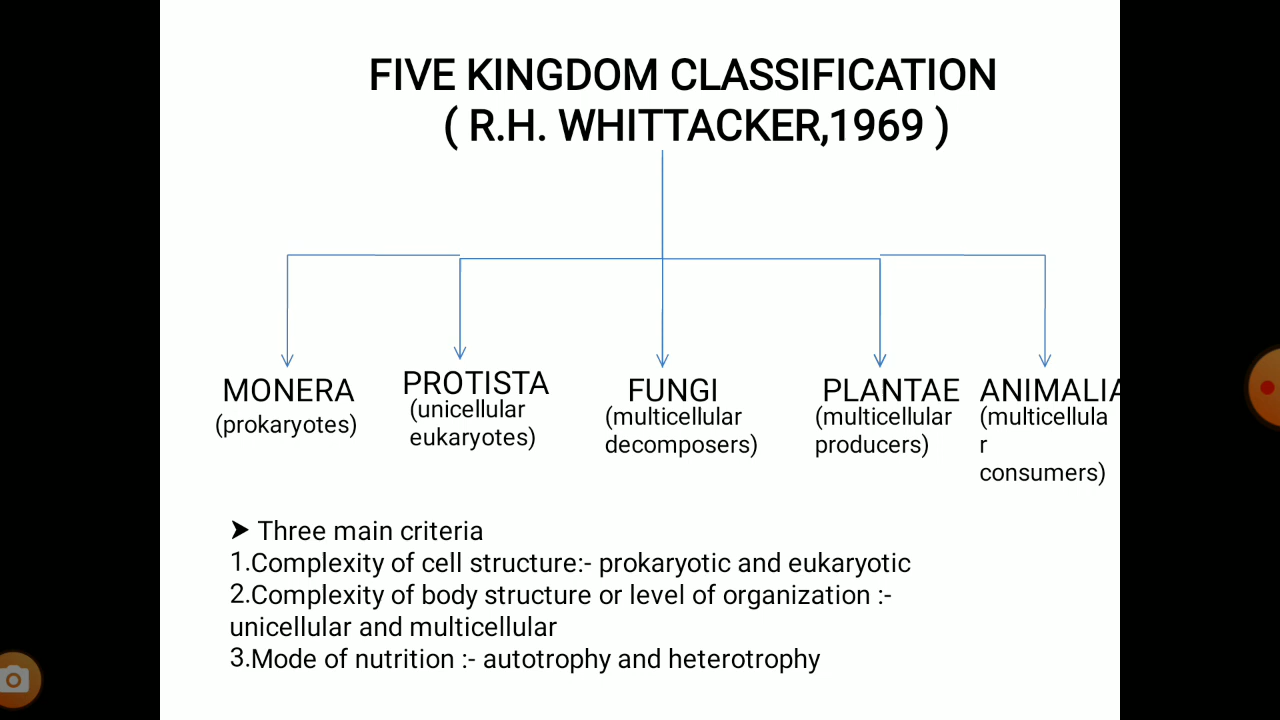 FIVE KINGDOM CLASSIFICATION
( R.H. WHITTACKER,1969 )
MONERA
(prokaryotes)
PROTISTA
(unicellular
eukaryotes)
FUNGI
(multicellular
decomposers)
PLANTAE
(multicellular
producers)
ANIMALIA
(multicellula
r
consumers)
➤ Three main criteria
1.Complexity of cell structure:- prokaryotic and eukaryotic
2.Complexity of body structure or level of organization :-
unicellular and multicellular
3.Mode of nutrition :- autotrophy and heterotrophy